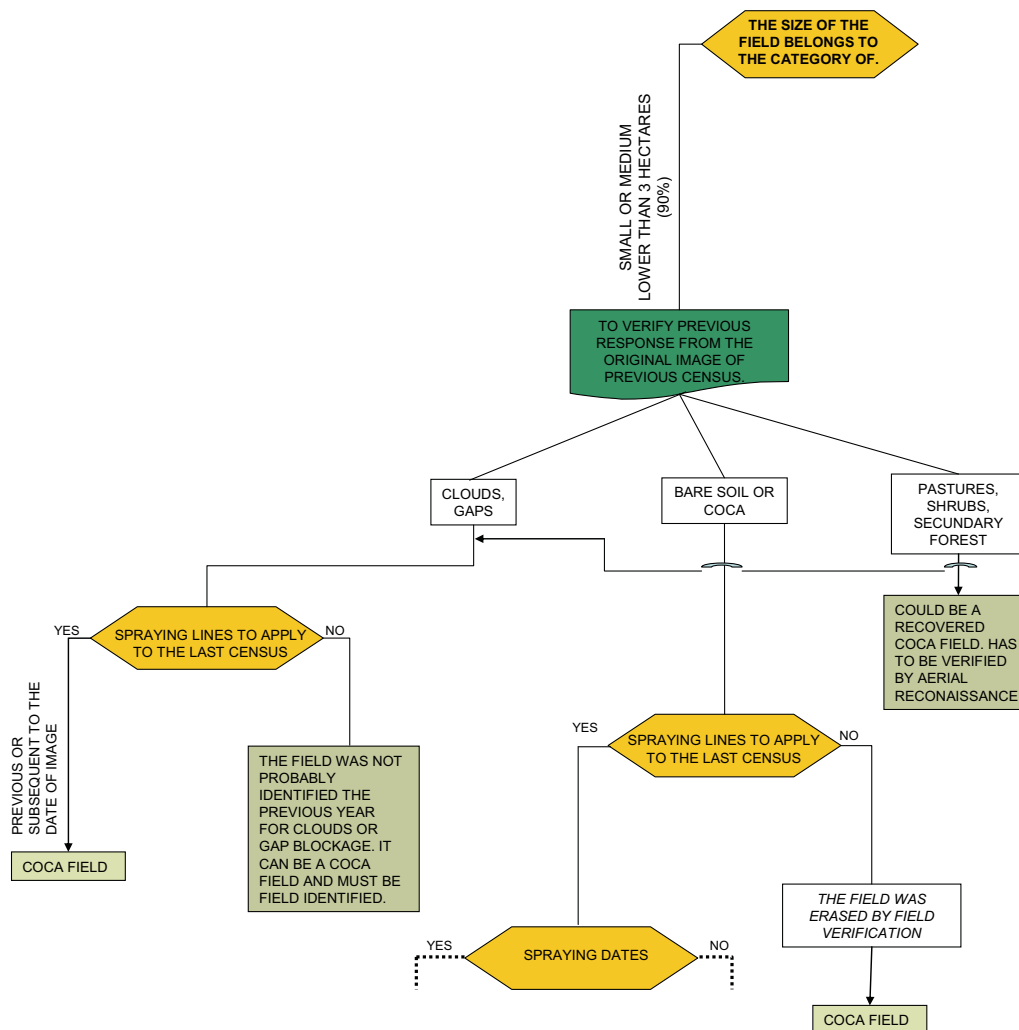 THE SIZE OF THE
FIELD BELONGS TO
THE CATEGORY OF.
SMALL OR MEDIUM
LOWER THAN 3 HECTARES
(90%)
TO VERIFY PREVIOUS
RESPONSE FROM THE
ORIGINAL IMAGE OF
PREVIOUS CENSUS.
CLOUDS,
GAPS
BARE SOIL OR
COCA
PASTURES,
SHRUBS,
SECUNDARY
FOREST
COULD BE A
RECOVERED
COCA FIELD. HAS
TO BE VERIFIED
BY AERIAL
RECONAISSANCE
YES
SPRAYING LINES TO APPLY
TO THE LAST CENSUS
NO
PREVIOUS OR
SUBSEQUENT TO THE
DATE OF IMAGE
COCA FIELD
THE FIELD WAS NOT
PROBABLY
IDENTIFIED THE
PREVIOUS YEAR
FOR CLOUDS OR
GAP BLOCKAGE. IT
CAN BE A COCA
FIELD AND MUST BE
FIELD IDENTIFIED.
YES
SPRAYING LINES TO APPLY
TO THE LAST CENSUS
NO
THE FIELD WAS
ERASED BY FIELD
VERIFICATION
YES
SPRAYING DATES
NO
COCA FIELD